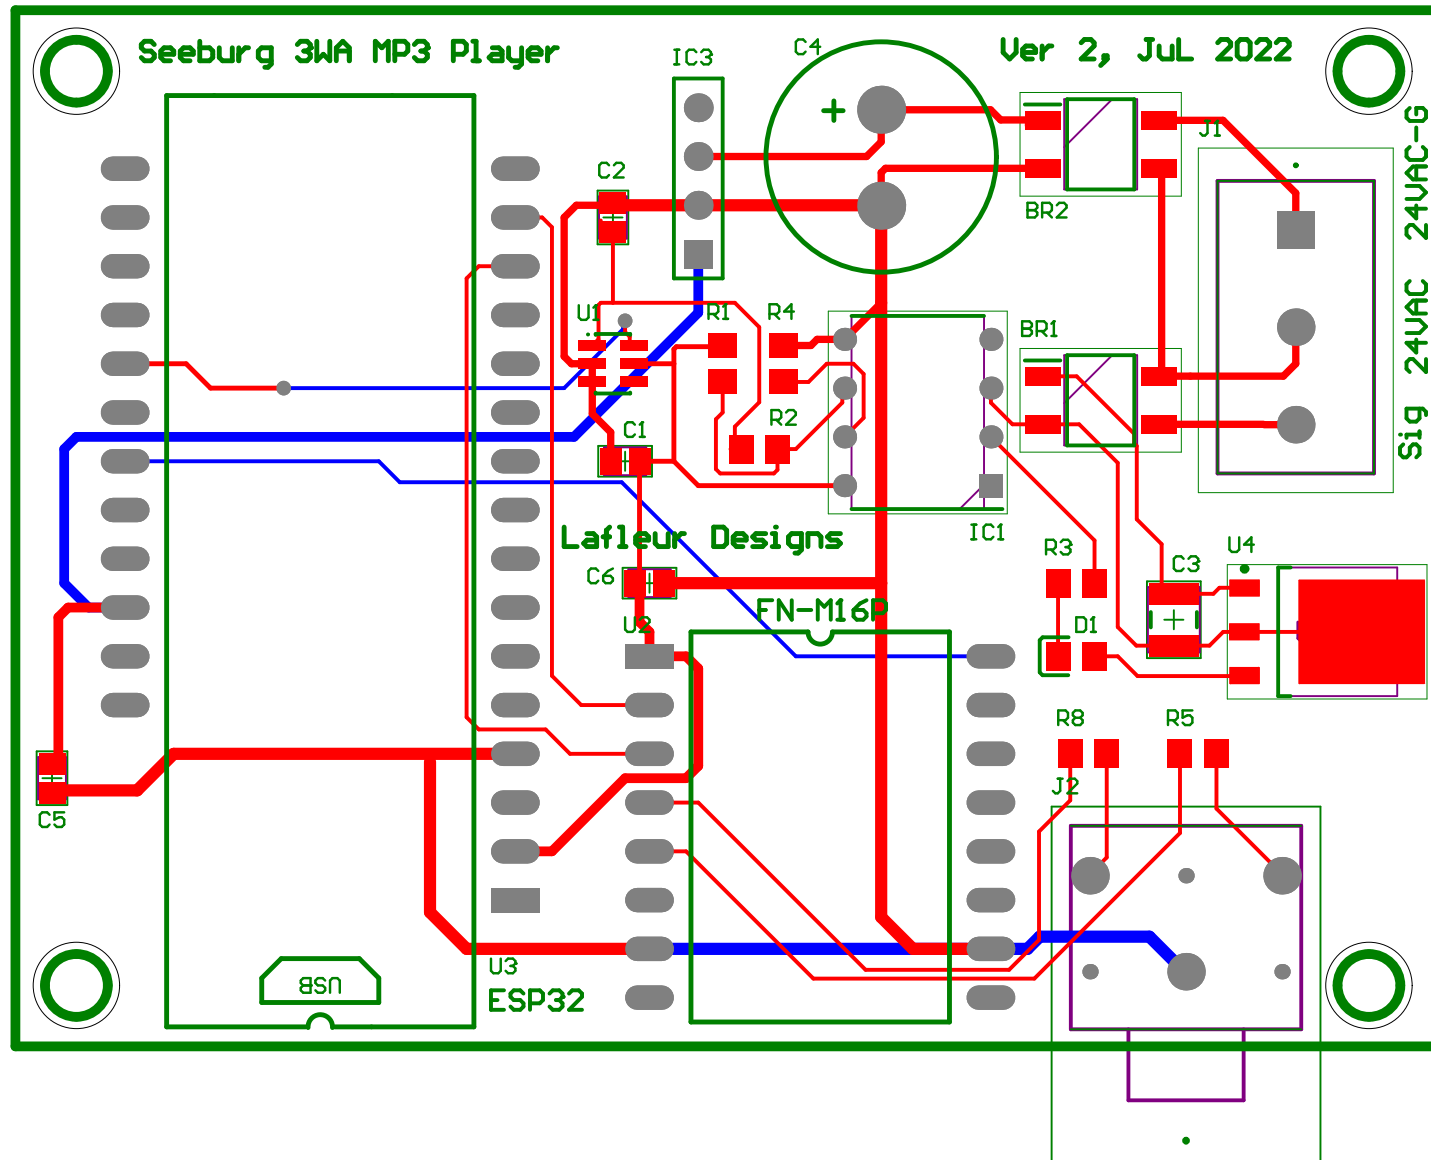 Seeburg 3WA MP3 Player
IC3
C4
Ver 2, JuL 2022
+
J1
24VAC-G
C2
BR2
U1
R1
R4
BR1
24VAC
R2
C1
Sig
IC1
Lafleur Designs
R3
U4
C3
C6
FN-M16P
U2
D1
R8
R5
J2
C5
U3
USB
ESP32